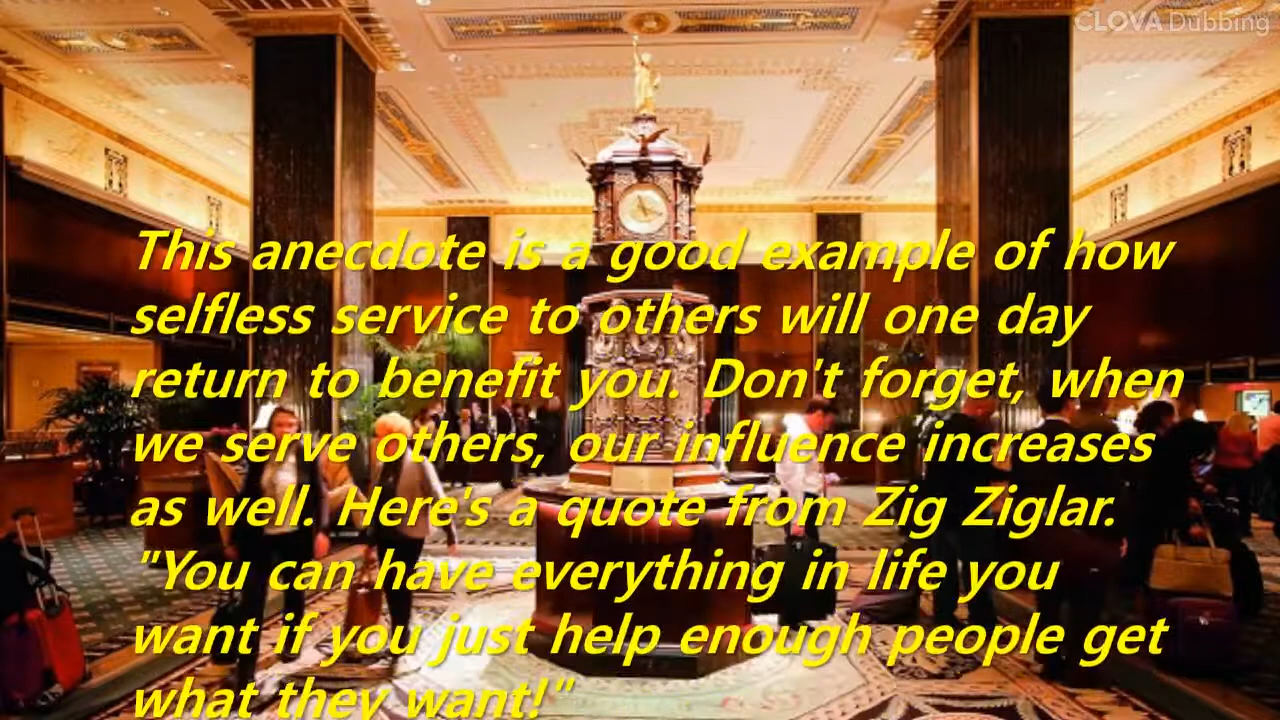 CLOVA Dubbing
This anecdote is a good example of how
selfless service to others will one day
return to benefit you. Don't forget, when
we serve others, our influence increases
as well. Here's a quote from Zig Ziglar.
"You can have everything in life you
want if you just help enough people get
what they want!"